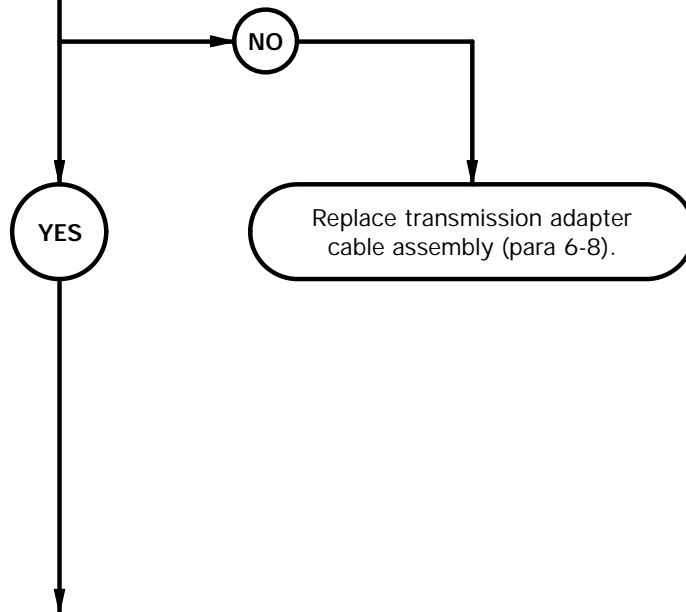 NO
YES
Replace transmission adapter
cable assembly (para 6-8).